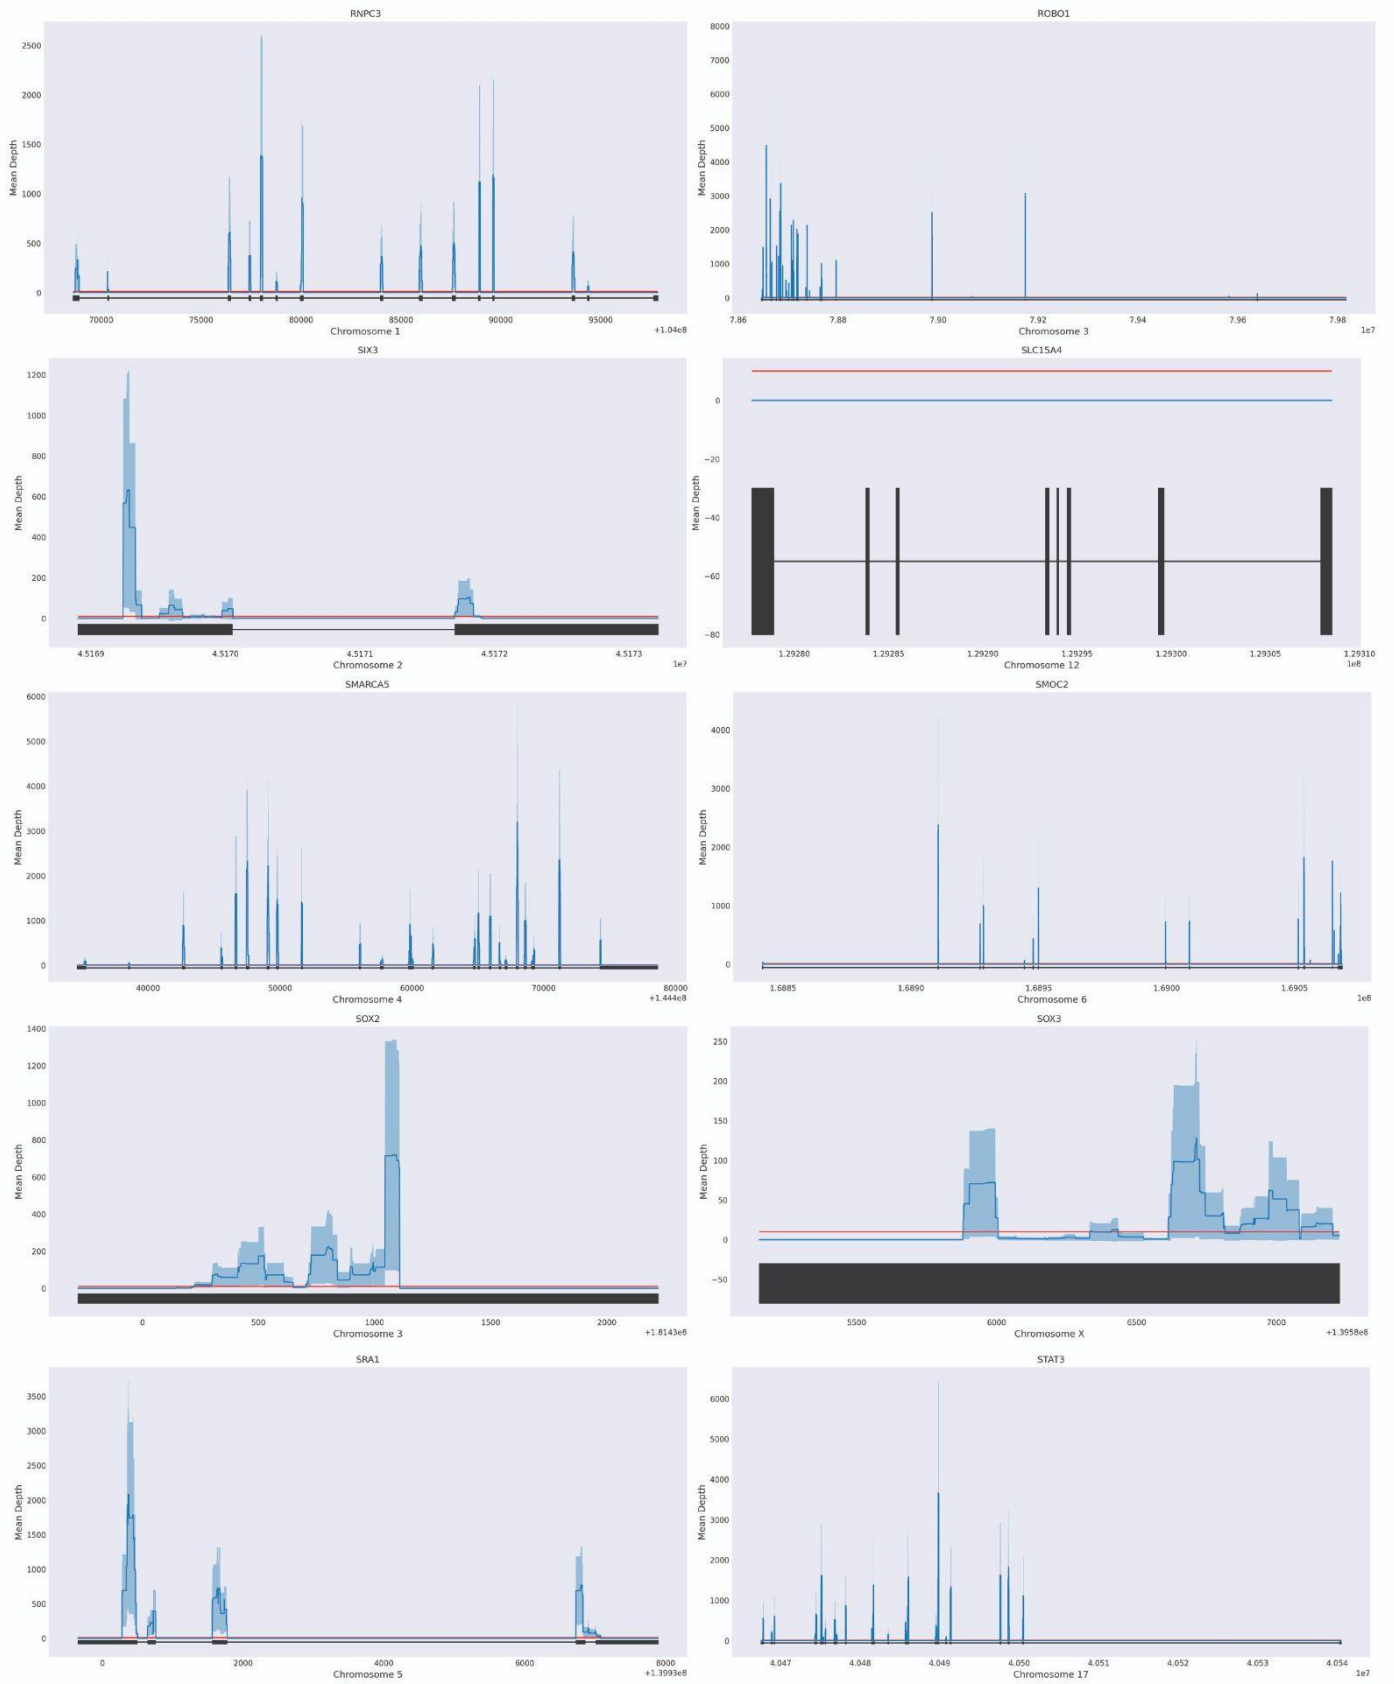 RNPC3
Mean Depth
2500
2000
1500
1000
500
0
70000 75000 80000 85000 90000 95000
Chromosome 1
+1.04e8
ROBO1
Mean Depth
8000
7000
6000
5000
4000
3000
2000
1000
0
7.86 7.88 7.90 7.92 7.94 7.96 7.98
Chromosome 3
1e7
SIX3
Mean Depth
1200
1000
800
600
400
200
0
4.5169 4.5170 4.5171 4.5172 4.5173
Chromosome 2
1e7
SLC15A4
Mean Depth
0
−20
−40
−60
−80
1.29280 1.29285 1.29290 1.29295 1.29300 1.29305 1.29310
Chromosome 12
1e8
SMARCA5
Mean Depth
6000
5000
4000
3000
2000
1000
0
40000 50000 60000 70000 80000
Chromosome 4
+1.444e8
SMOC2
Mean Depth
4000
3000
2000
1000
0
1.6885 1.6890 1.6895 1.6900 1.6905
Chromosome 6
1e8
SOX2
Mean Depth
1400
1200
1000
800
600
400
200
0
0 500 1000 1500 2000
Chromosome 3
+1.8143e8
SOX3
Mean Depth
250
200
150
100
50
0
−50
5500 6000 6500 7000
Chromosome X
+1.3958e8
SRA1
Mean Depth
3500
3000
2500
2000
1500
1000
500
0
0 2000 4000 6000 8000
Chromosome 5
+1.3993e8
STAT3
Mean Depth
6000
5000
4000
3000
2000
1000
0
4.047 4.048 4.049 4.050 4.051 4.052 4.053 4.054
Chromosome 17
1e7